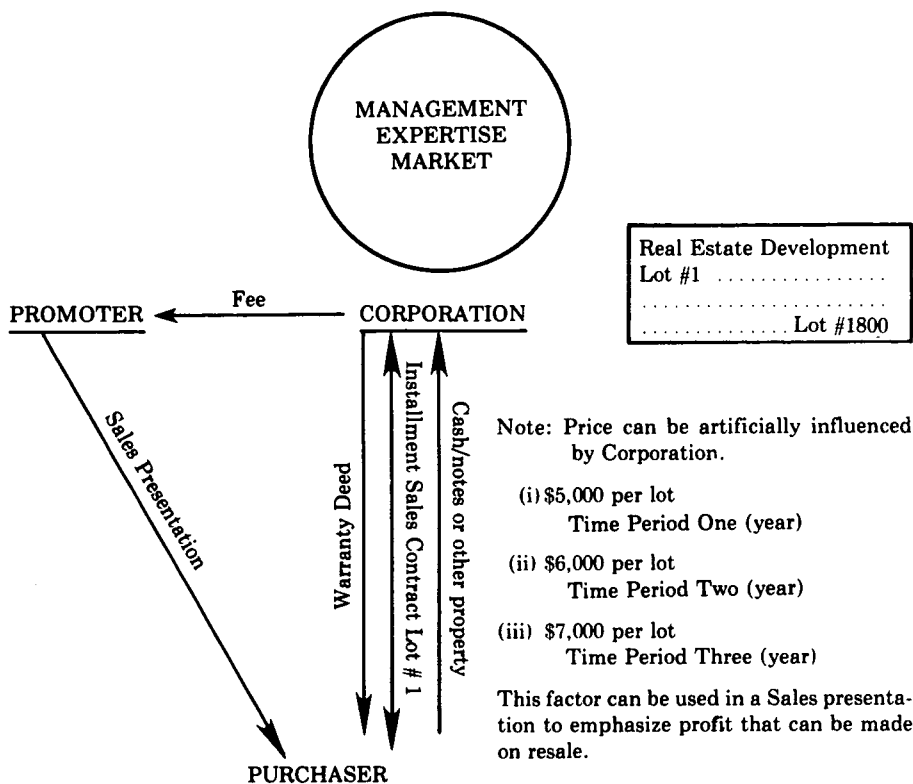 MANAGEMENT
EXPERTISE
MARKET
Real Estate Development
Lot #1 ................
........................
.............. Lot #1800
PROMOTER
Fee
CORPORATION
Sales Presentation
Warranty Deed
Installment Sales Contract Lot # 1
Cash/notes or other property
Note: Price can be artificially influenced
by Corporation.
(i) $5,000 per lot
Time Period One (year)
(ii) $6,000 per lot
Time Period Two (year)
(iii) $7,000 per lot
Time Period Three (year)
This factor can be used in a Sales presenta-
tion to emphasize profit that can be made
on resale.
PURCHASER